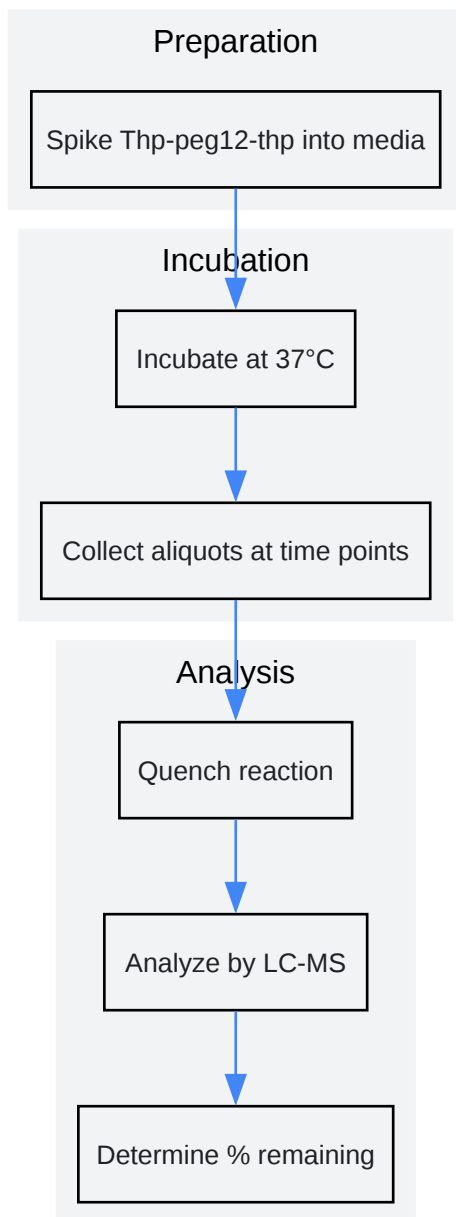 Preparation
Spike Thp-peg12-thp into media
Incubation
Incubate at 37°C
Collect aliquots at time points
Analysis
Quench reaction
Analyze by LC-MS
Determine % remaining